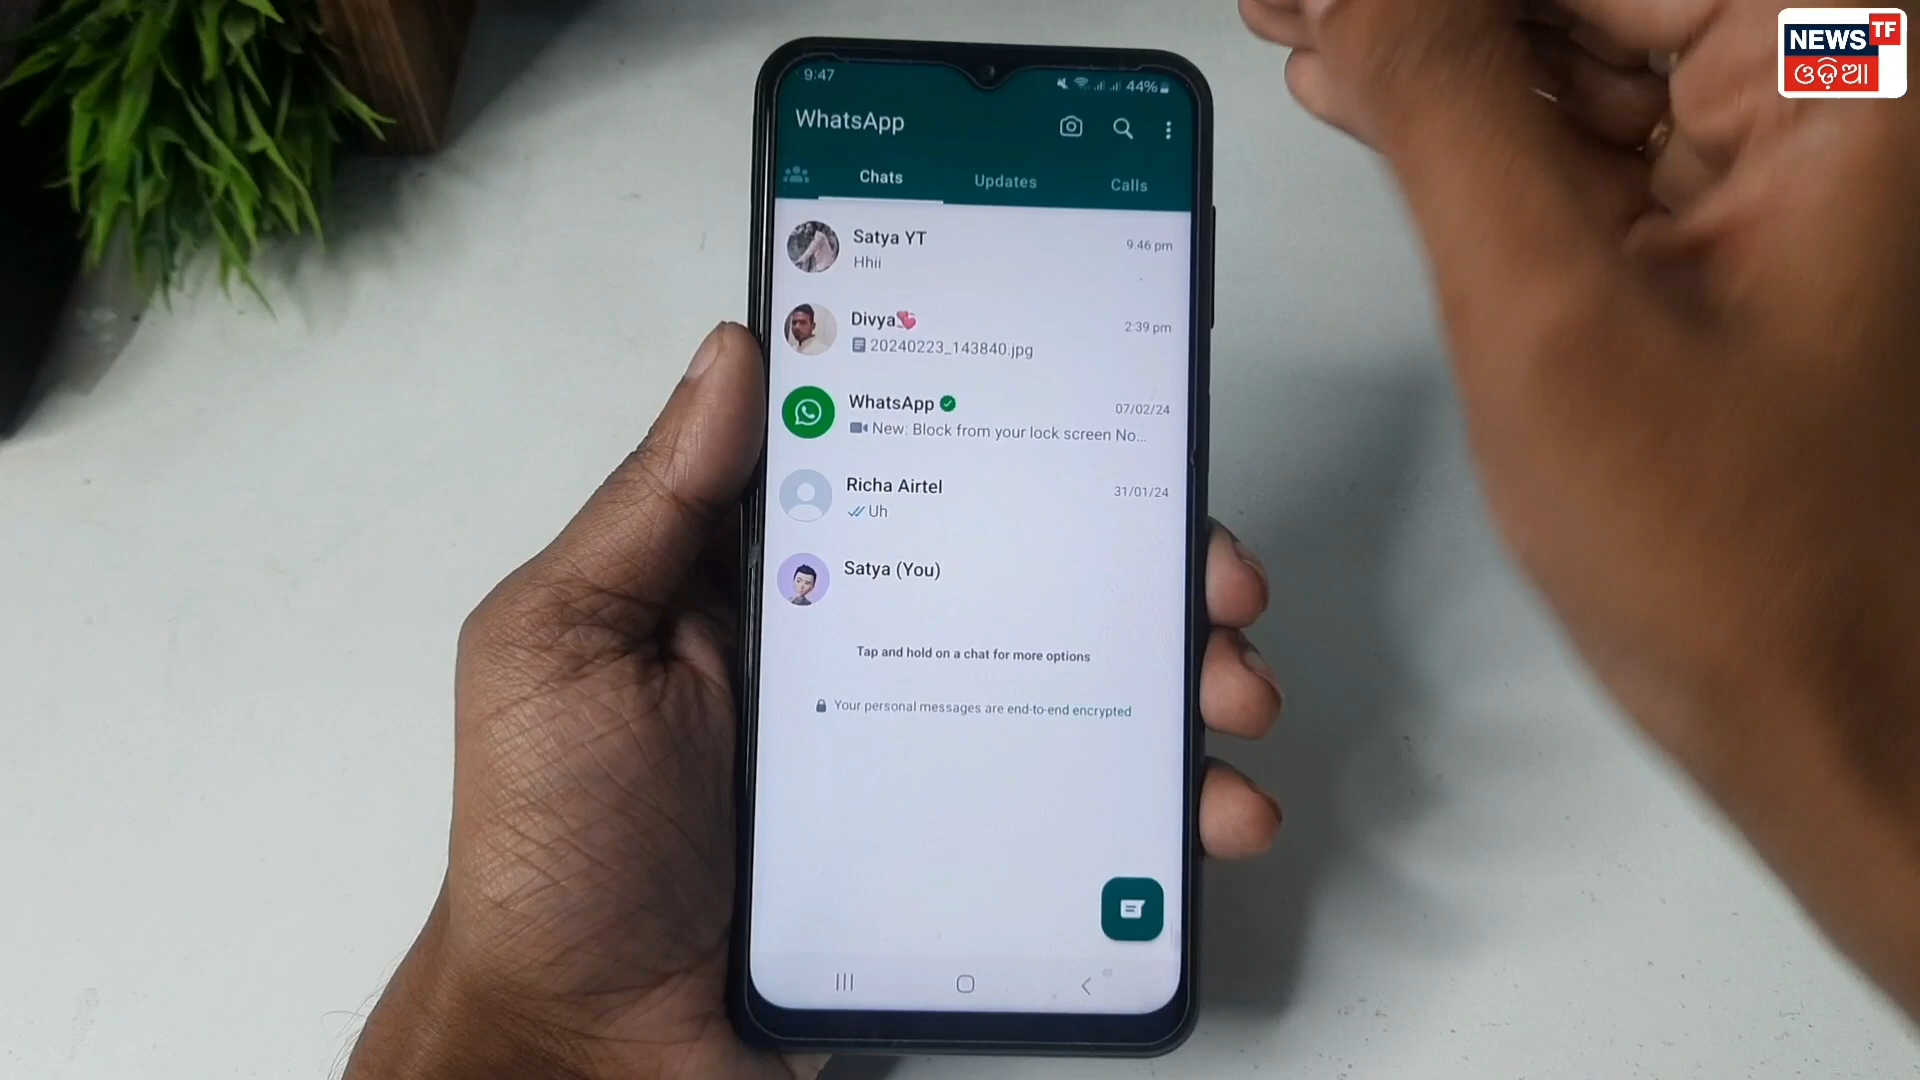 NEWS TF
ଓଡ଼ିଆ
9:47
44%
WhatsApp
Chats
Updates
Calls
Satya YT
9:46 pm
Hhii
Divya💕
2:39 pm
20240223_143840.jpg
WhatsApp
07/02/24
New: Block from your lock screen No...
Richa Airtel
31/01/24
Uh
Satya (You)
Tap and hold on a chat for more options
Your personal messages are end-to-end encrypted